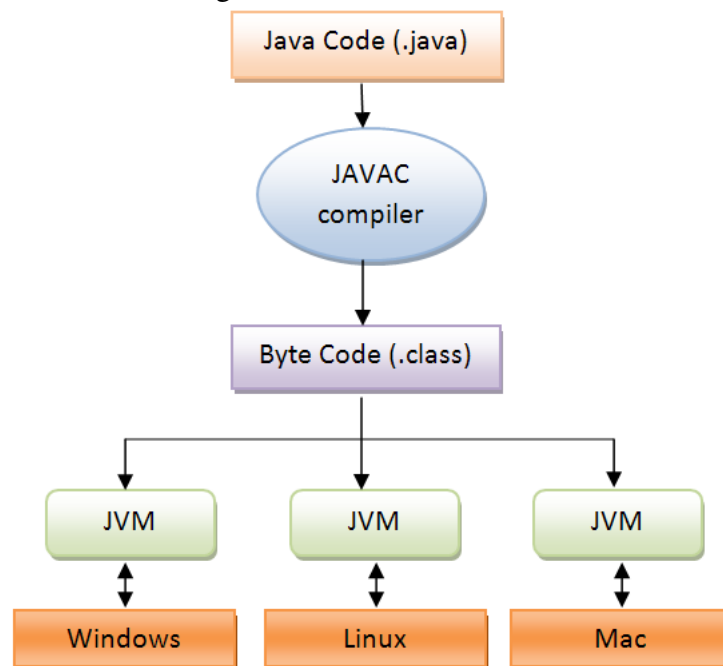 Java Code (.java)
JAVAC
compiler
Byte Code (.class)
JVM
JVM
JVM
Windows
Linux
Mac